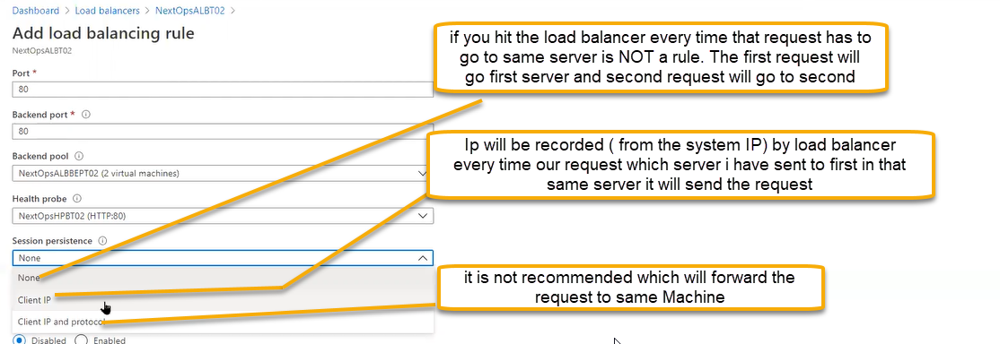 Dashboard > Load balancers > NextOpsALBT02 >
Add load balancing rule
NextOpsALBT02
Port *
80
Backend port *
80
Backend pool
NextOpsALBBEPT02 (2 virtual machines)
Health probe
NextOpsHPBT02 (HTTP:80)
Session persistence
None
None
Client IP
Client IP and protocol
Disabled Enabled
if you hit the load balancer every time that request has to
go to same server is NOT a rule. The first request will
go first server and second request will go to second
Ip will be recorded ( from the system IP) by load balancer
every time our request which server i have sent to first in that
same server it will send the request
it is not recommended which will forward the
request to same Machine